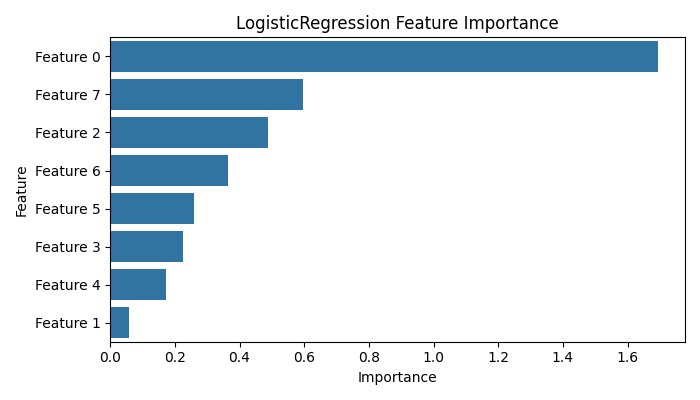 LogisticRegression Feature Importance
Feature 0
Feature 7
Feature 2
Feature 6
Feature 5
Feature 3
Feature 4
Feature 1
Feature
0.0 0.2 0.4 0.6 0.8 1.0 1.2 1.4 1.6
Importance